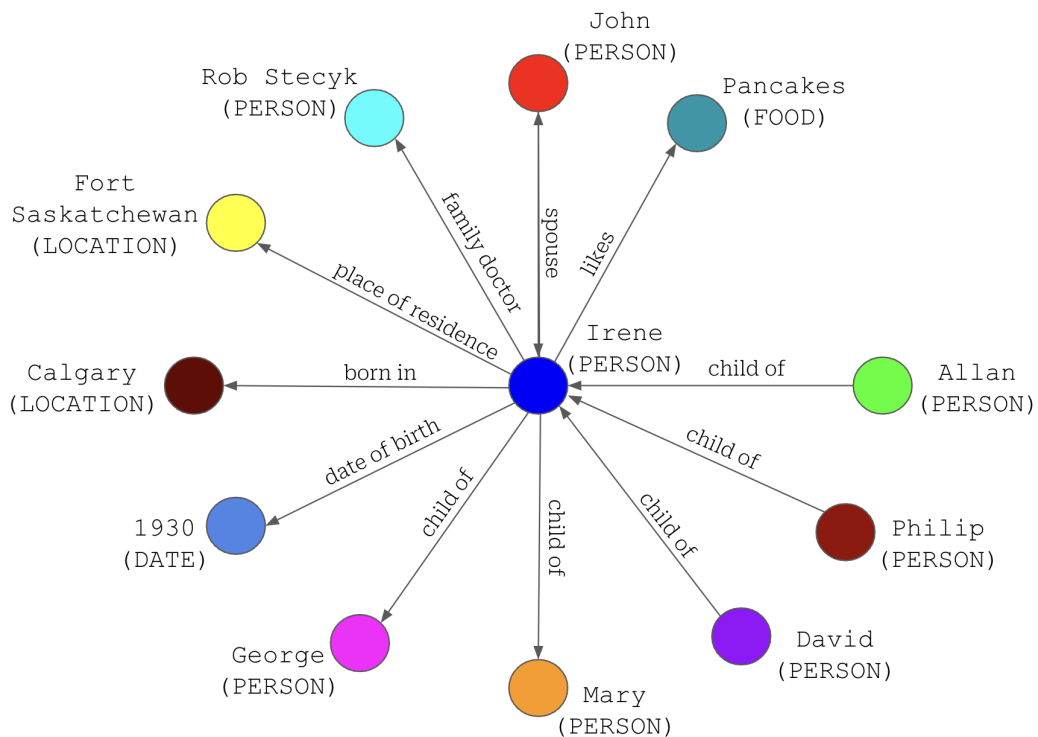 John
(PERSON)
Rob Stecyk
(PERSON)
Pancakes
(FOOD)
Fort
Saskatchewan
(LOCATION)
family doctor
spouse
likes
place of residence
Irene
(PERSON)
Calgary
(LOCATION)
born in
child of
Allan
(PERSON)
date of birth
child of
child of
child of
child of
1930
(DATE)
Philip
(PERSON)
George
(PERSON)
Mary
(PERSON)
David
(PERSON)